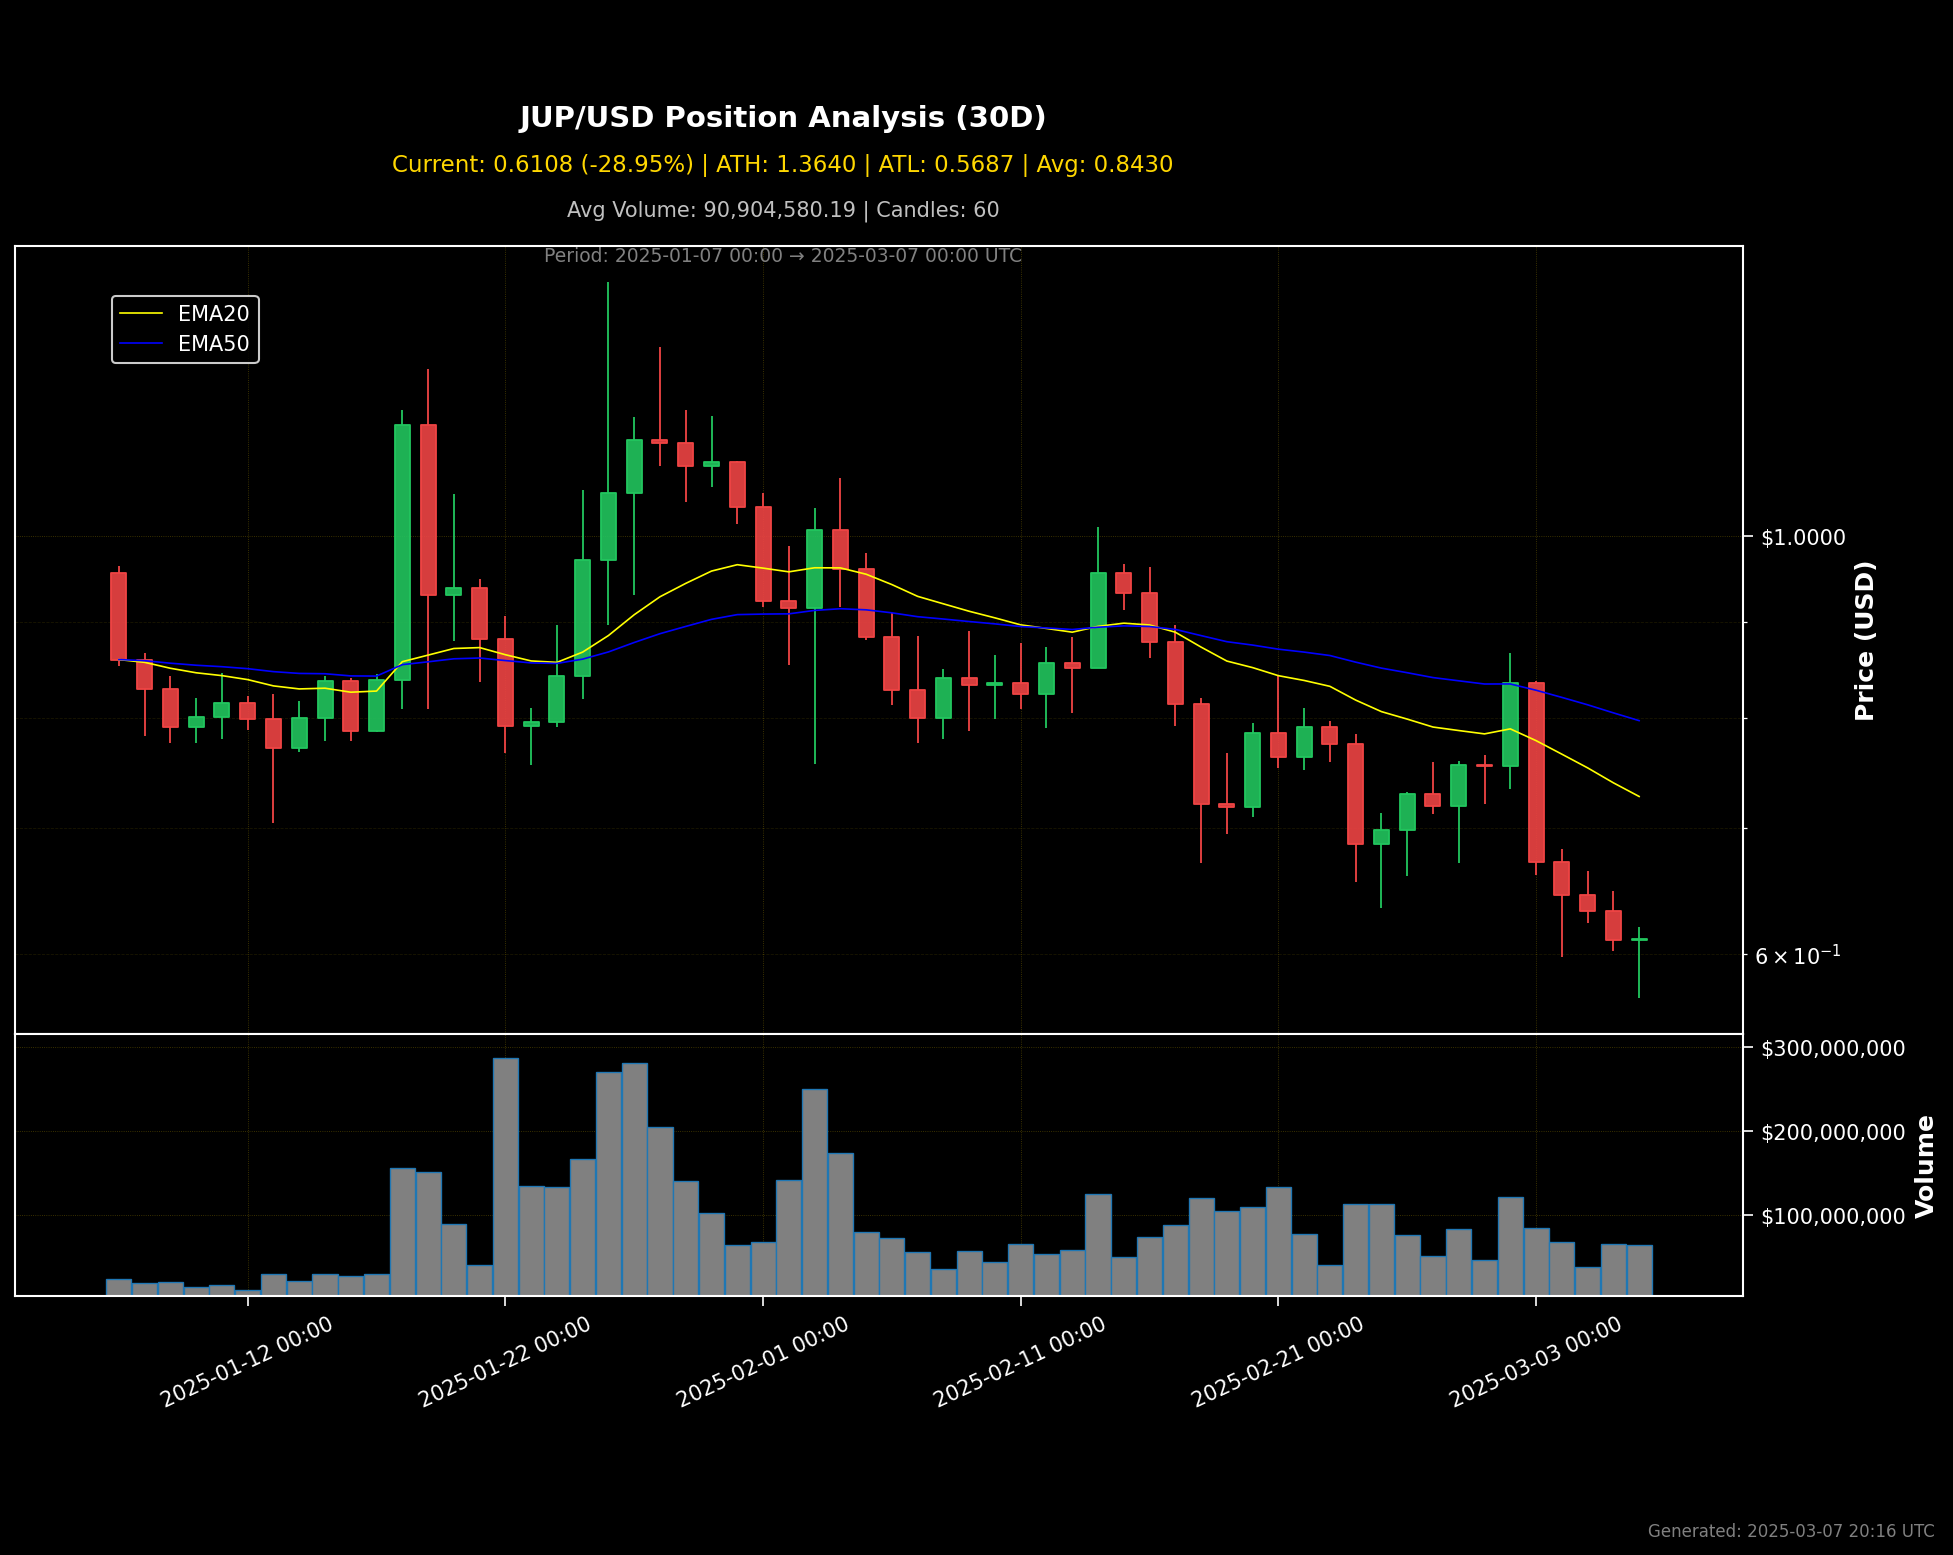 JUP/USD Position Analysis (30D)
Current: 0.6108 (-28.95%) | ATH: 1.3640 | ATL: 0.5687 | Avg: 0.8430
Avg Volume: 90,904,580.19 | Candles: 60
Period: 2025-01-07 00:00 → 2025-03-07 00:00 UTC
EMA20
EMA50
$1.0000
6 × 10⁻¹
Price (USD)
$300,000,000
$200,000,000
$100,000,000
Volume
2025-01-12 00:00
2025-01-22 00:00
2025-02-01 00:00
2025-02-11 00:00
2025-02-21 00:00
2025-03-03 00:00
Generated: 2025-03-07 20:16 UTC